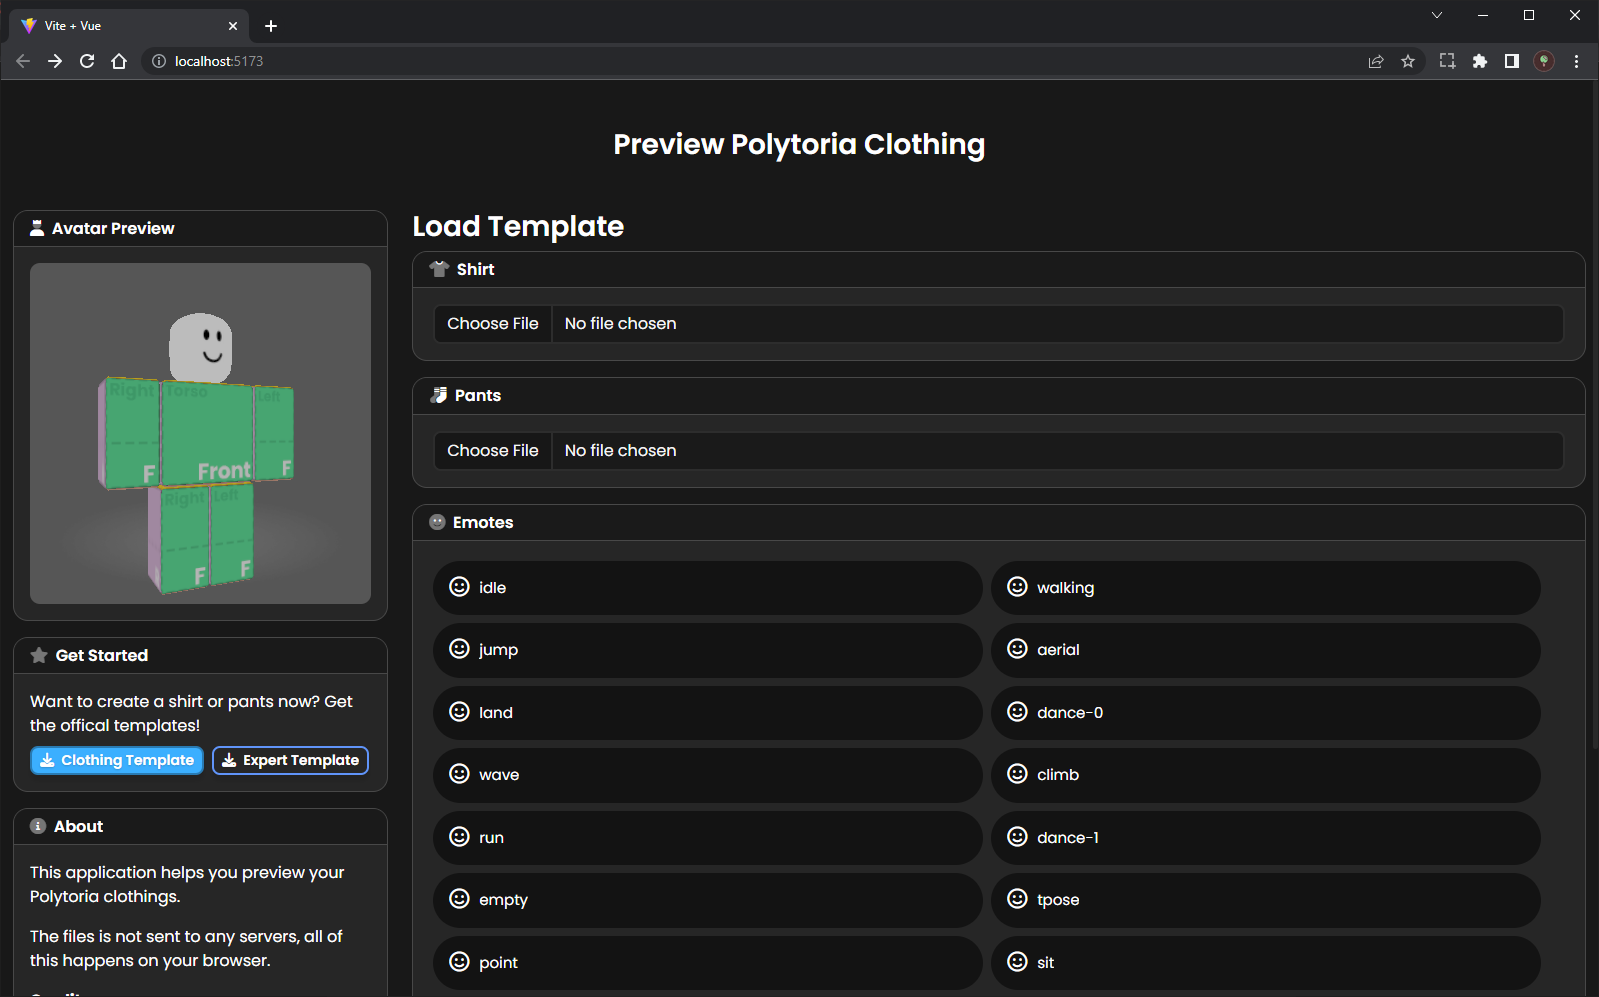 Vite + Vue
localhost:5173
Preview Polytoria Clothing
Avatar Preview
Right
Torso
Left
F
Front
F
Right
Left
F
F
Get Started
Want to create a shirt or pants now? Get
the offical templates!
Clothing Template
Expert Template
About
This application helps you preview your
Polytoria clothings.
The files is not sent to any servers, all of
this happens on your browser.
Load Template
Shirt
Choose File
No file chosen
Pants
Choose File
No file chosen
Emotes
idle
walking
jump
aerial
land
dance-0
wave
climb
run
dance-1
empty
tpose
point
sit